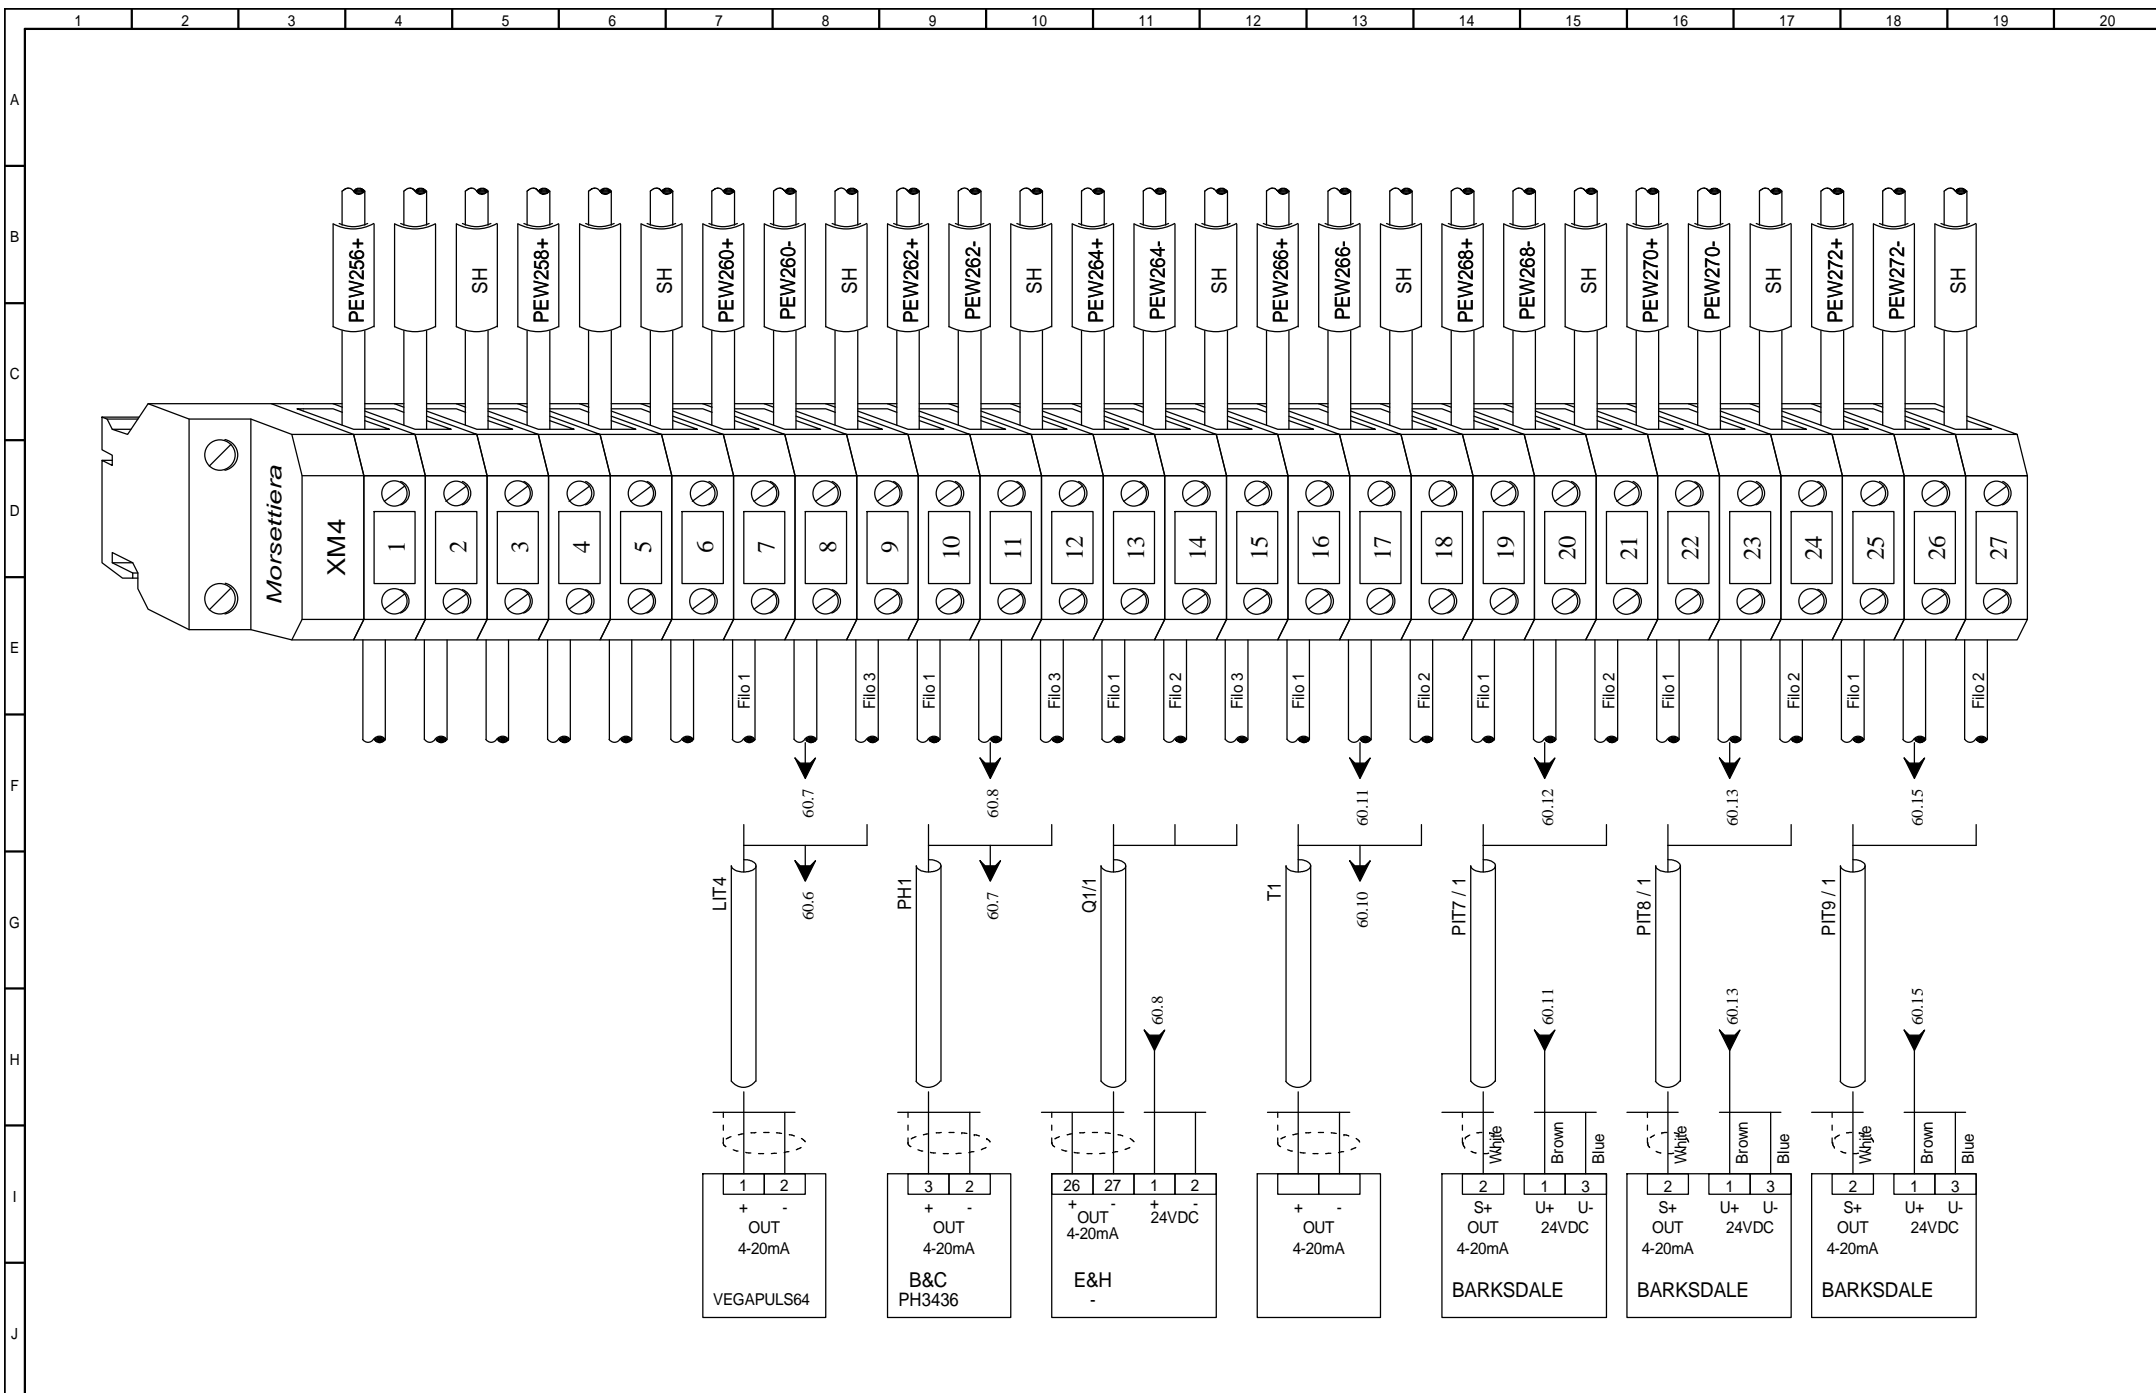 1 2 3 4 5 6 7 8 9 10 11 12 13 14 15 16 17 18 19 20
A
B
C
D
E
F
G
H
I
J
PEW256+ SH PEW258+ SH PEW260+ PEW260- SH PEW262+ PEW262- SH PEW264+ PEW264- SH PEW266+ PEW266- SH PEW268+ PEW268- SH PEW270+ PEW270- SH PEW272+ PEW272- SH
Morsettiera
XM4
1 2 3 4 5 6 7 8 9 10 11 12 13 14 15 16 17 18 19 20 21 22 23 24 25 26 27
Filo 1 Filo 3 Filo 1 Filo 3 Filo 1 Filo 2 Filo 3 Filo 1 Filo 2 Filo 1 Filo 2 Filo 1 Filo 2 Filo 1 Filo 2
60.7 60.8 60.11 60.12 60.13 60.15
LIT4 60.6 PH1 60.7 Q1/1 T1 60.10 PIT7 / 1 PIT8 / 1 PIT9 / 1
60.8 60.11 60.13 60.15
White Brown Blue White Brown Blue White Brown Blue
1 2
+ -
OUT
4-20mA
VEGAPULS64
3 2
+ -
OUT
4-20mA
B&C
PH3436
26 27 1 2
+ - + -
OUT 24VDC
4-20mA
E&H
-
+ -
OUT
4-20mA
2 1 3
S+ U+ U-
OUT 24VDC
4-20mA
BARKSDALE
2 1 3
S+ U+ U-
OUT 24VDC
4-20mA
BARKSDALE
2 1 3
S+ U+ U-
OUT 24VDC
4-20mA
BARKSDALE